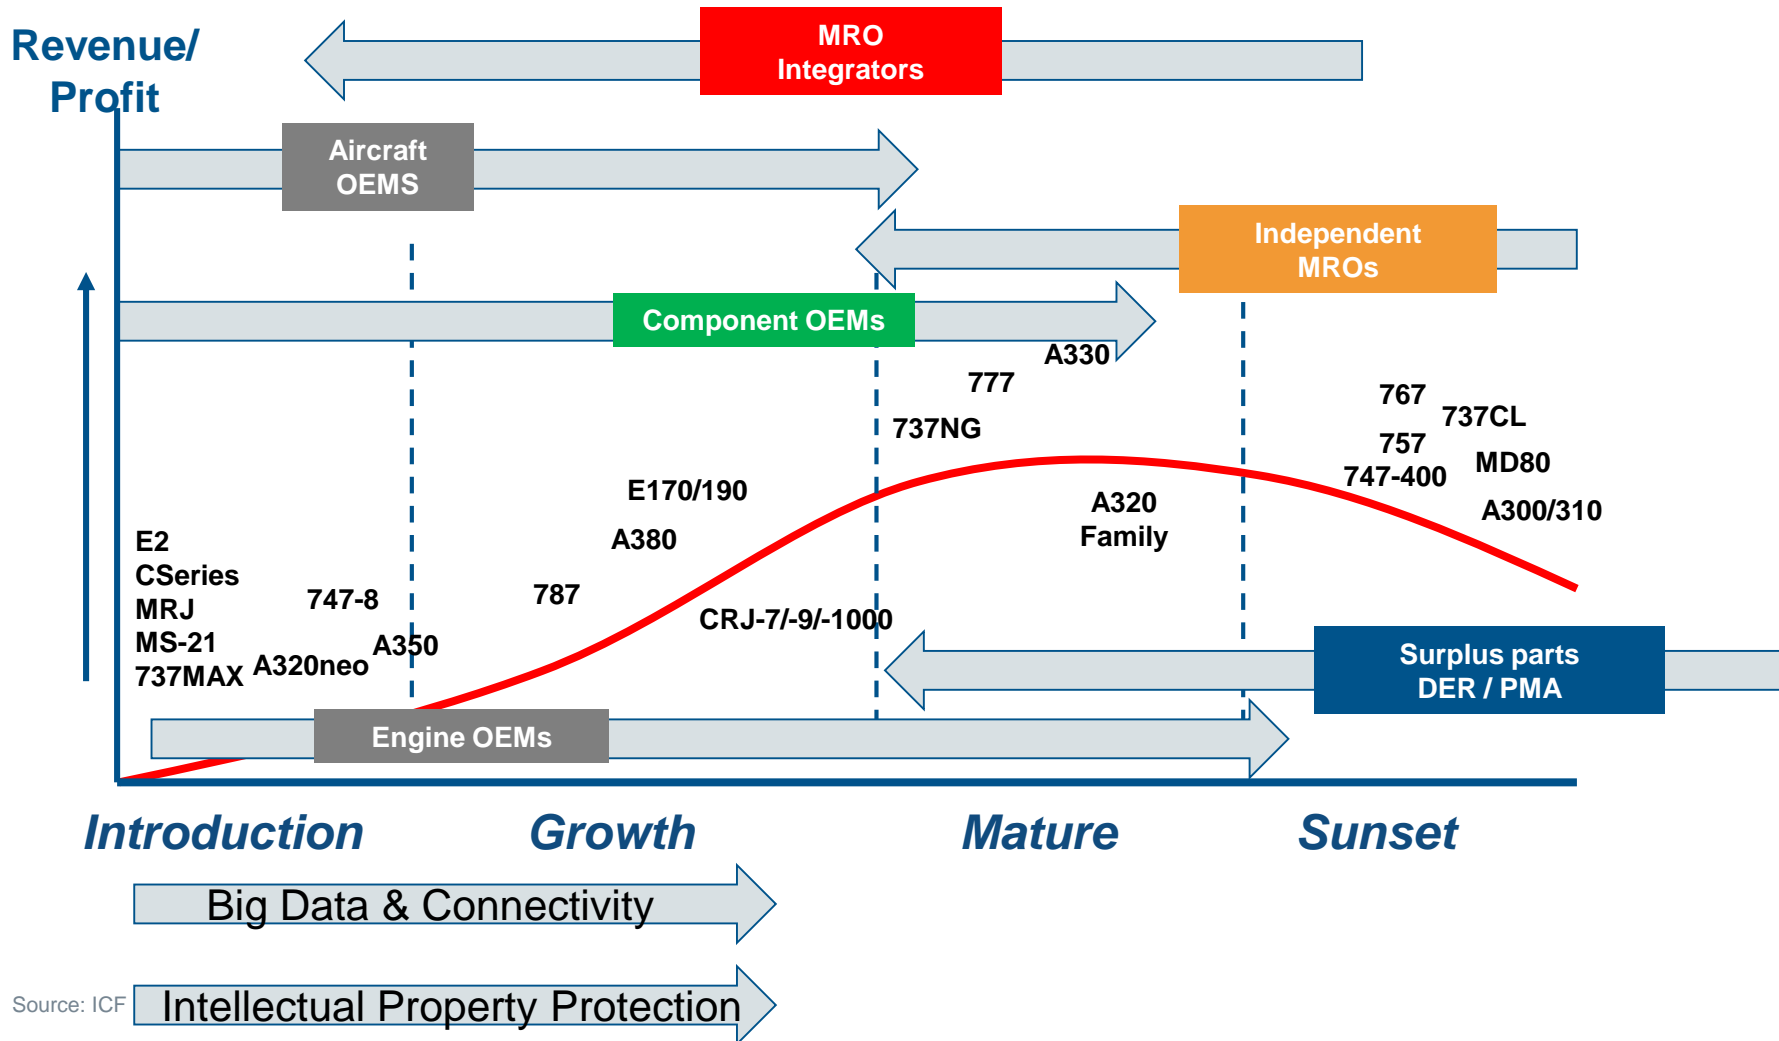 Revenue/
Profit
MRO
Integrators
Aircraft
OEMS
Independent
MROs
Component OEMs
A330
777
737NG
767
737CL
757
747-400
MD80
A300/310
E170/190
A380
A320
Family
E2
CSeries
MRJ
MS-21
737MAX
747-8
A320neo
A350
787
CRJ-7/-9/-1000
Surplus parts
DER / PMA
Engine OEMs
Introduction
Growth
Mature
Sunset
Big Data & Connectivity
Source: ICF
Intellectual Property Protection